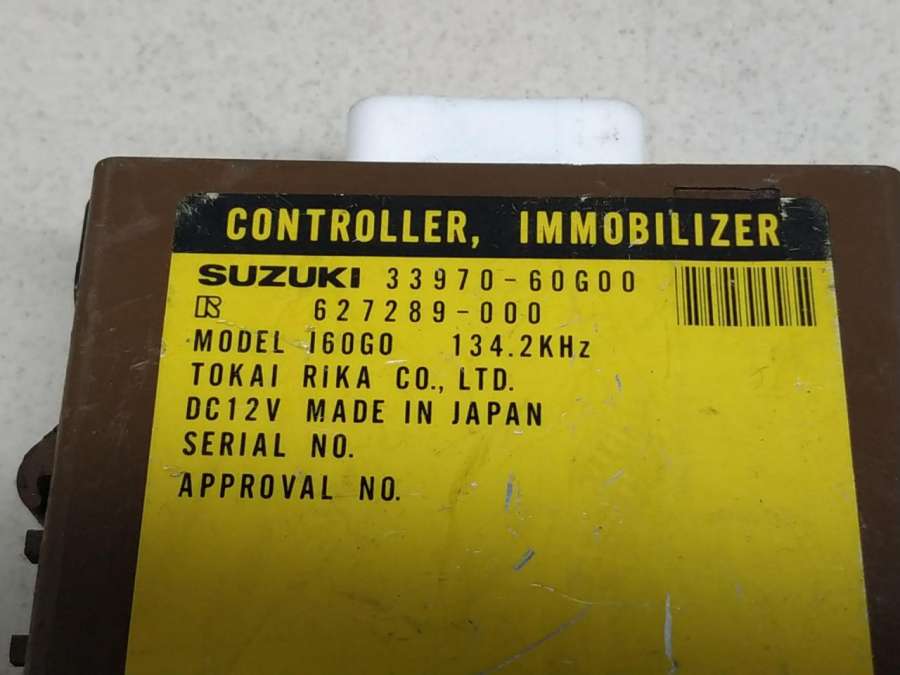 CONTROLLER, IMMOBILIZER
SUZUKI 33970-60G00
R 627289-000
MODEL I60G0 134.2KHz
TOKAI RIKA CO., LTD.
DC12V MADE IN JAPAN
SERIAL NO.
APPROVAL NO.